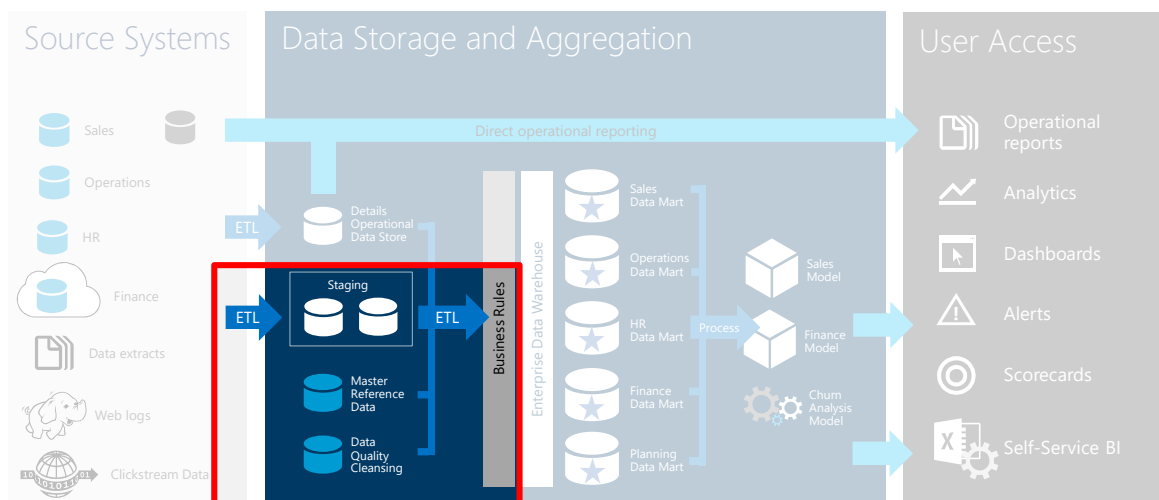 Source Systems
Data Storage and Aggregation
User Access
Sales
Operations
HR
Finance
Data extracts
Web logs
Clickstream Data
Direct operational reporting
ETL
Details
Operational
Data Store
ETL
Staging
ETL
Master
Reference
Data
Data
Quality
Cleansing
Business Rules
Enterprise Data Warehouse
Sales
Data Mart
Operations
Data Mart
HR
Data Mart
Finance
Data Mart
Planning
Data Mart
Process
Sales
Model
Finance
Model
Churn
Analysis
Model
Operational
reports
Analytics
Dashboards
Alerts
Scorecards
X
Self-Service BI